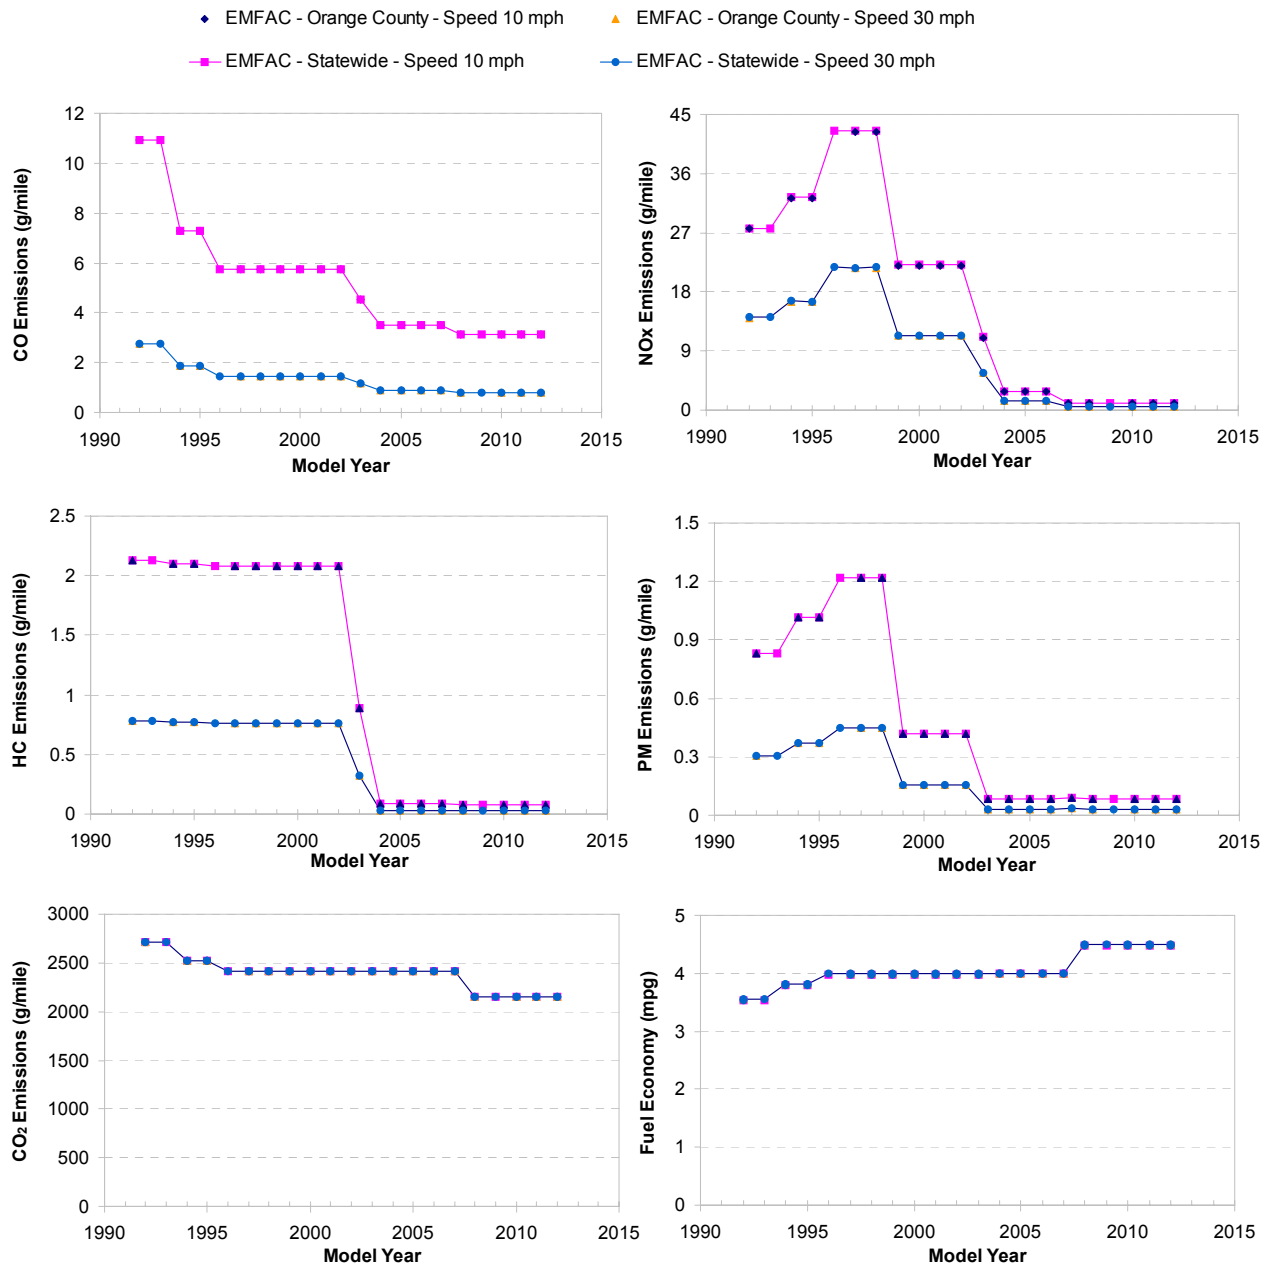 EMFAC - Orange County - Speed 10 mph
EMFAC - Orange County - Speed 30 mph
EMFAC - Statewide - Speed 10 mph
EMFAC - Statewide - Speed 30 mph
CO Emissions (g/mile)
12
10
8
6
4
2
0
1990 1995 2000 2005 2010 2015
Model Year
NOx Emissions (g/mile)
45
36
27
18
9
0
1990 1995 2000 2005 2010 2015
Model Year
HC Emissions (g/mile)
2.5
2
1.5
1
0.5
0
1990 1995 2000 2005 2010 2015
Model Year
PM Emissions (g/mile)
1.5
1.2
0.9
0.6
0.3
0
1990 1995 2000 2005 2010 2015
Model Year
CO2 Emissions (g/mile)
3000
2500
2000
1500
1000
500
0
1990 1995 2000 2005 2010 2015
Model Year
Fuel Economy (mpg)
5
4
3
2
1
0
1990 1995 2000 2005 2010 2015
Model Year